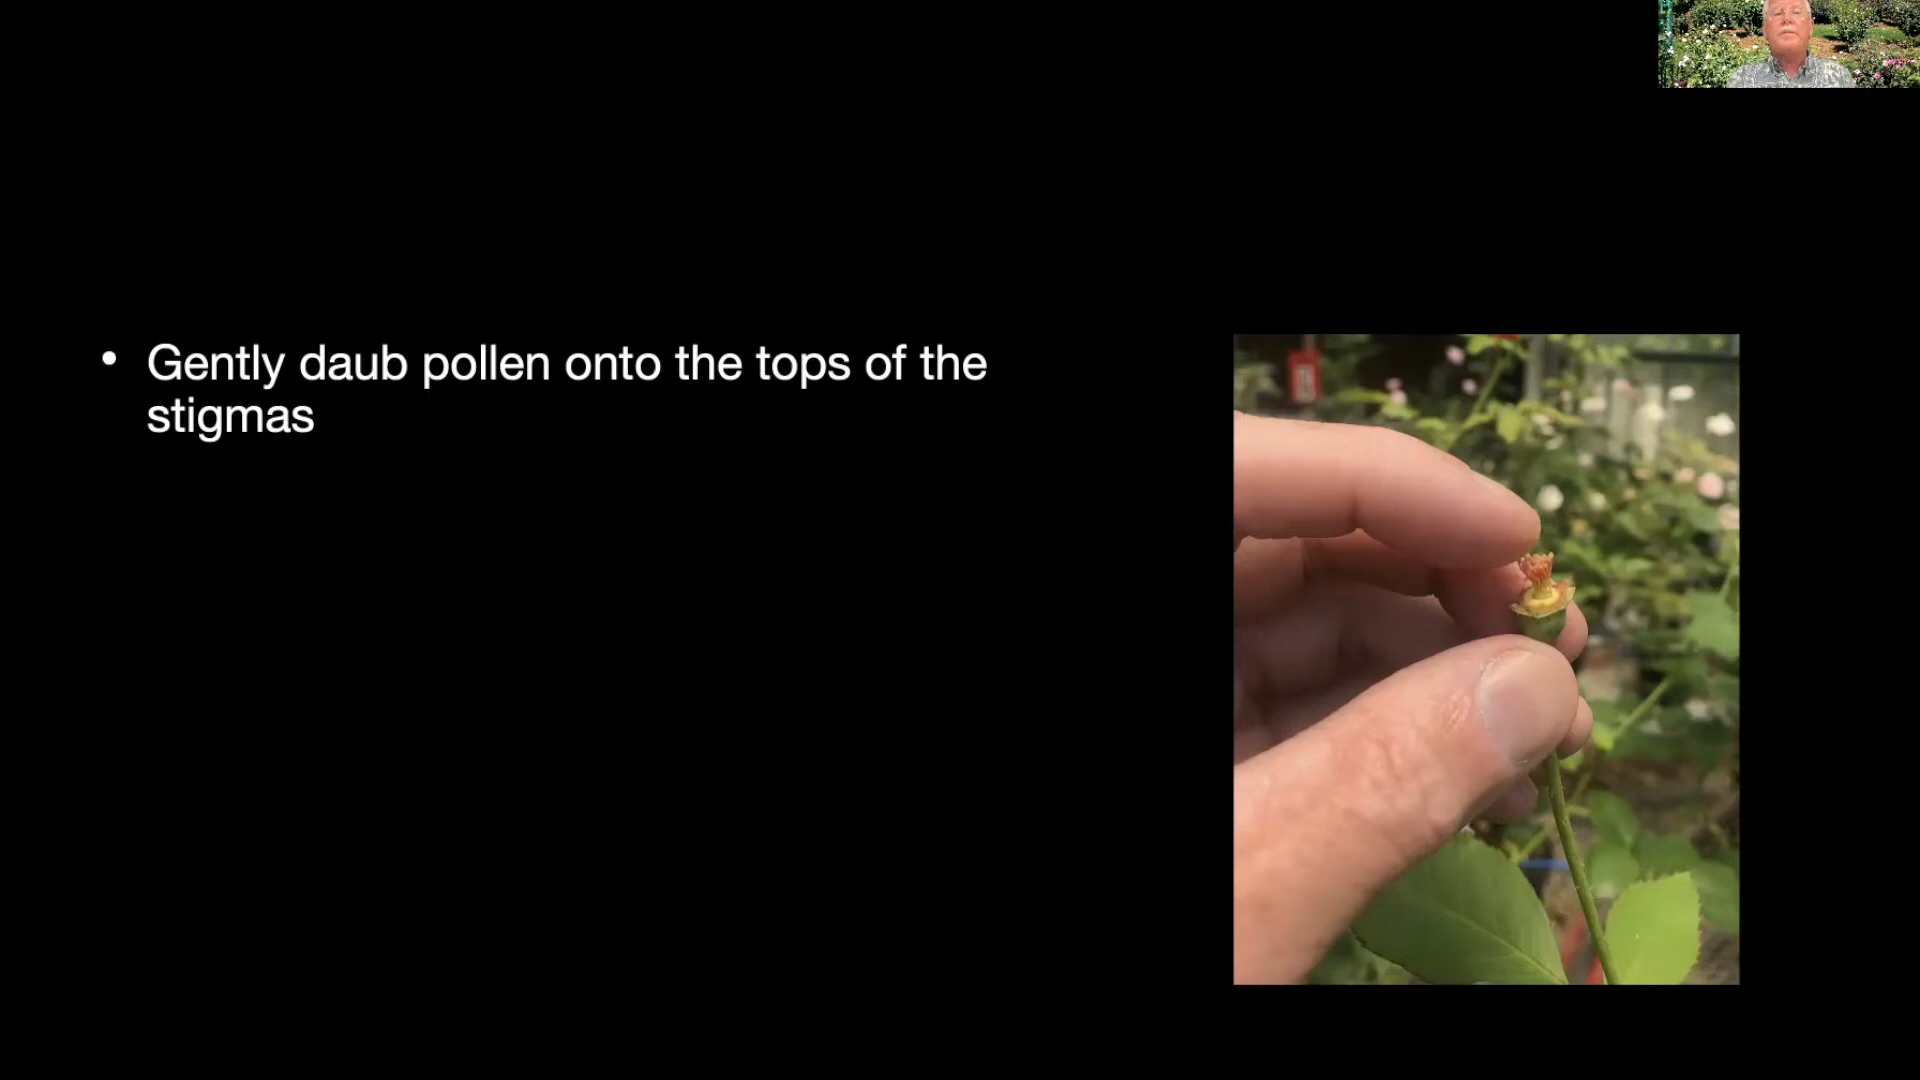 • Gently daub pollen onto the tops of the
stigmas